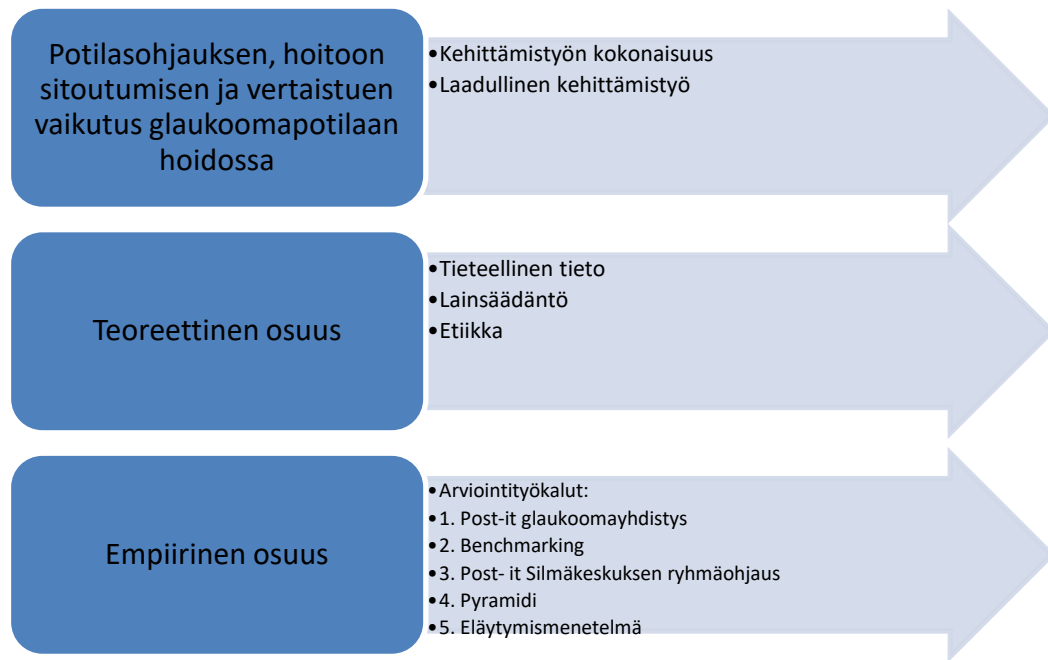 Potilasohjauksen, hoitoon
sitoutumisen ja vertaistuen
vaikutus glaukoomapotilaan
hoidossa
•Kehittämistyön kokonaisuus
•Laadullinen kehittämistyö
Teoreettinen osuus
•Tieteellinen tieto
•Lainsäädäntö
•Etiikka
Empiirinen osuus
•Arviointityökalut:
•1. Post-it glaukoomayhdistys
•2. Benchmarking
•3. Post- it Silmäkeskuksen ryhmäohjaus
•4. Pyramidi
•5. Eläytymismenetelmä